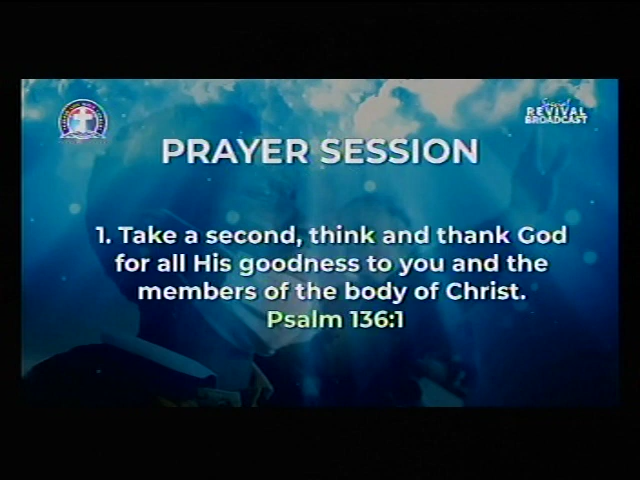 Gospel
REVIVAL
BROADCAST
PRAYER SESSION
1. Take a second, think and thank God
for all His goodness to you and the
members of the body of Christ.
Psalm 136:1